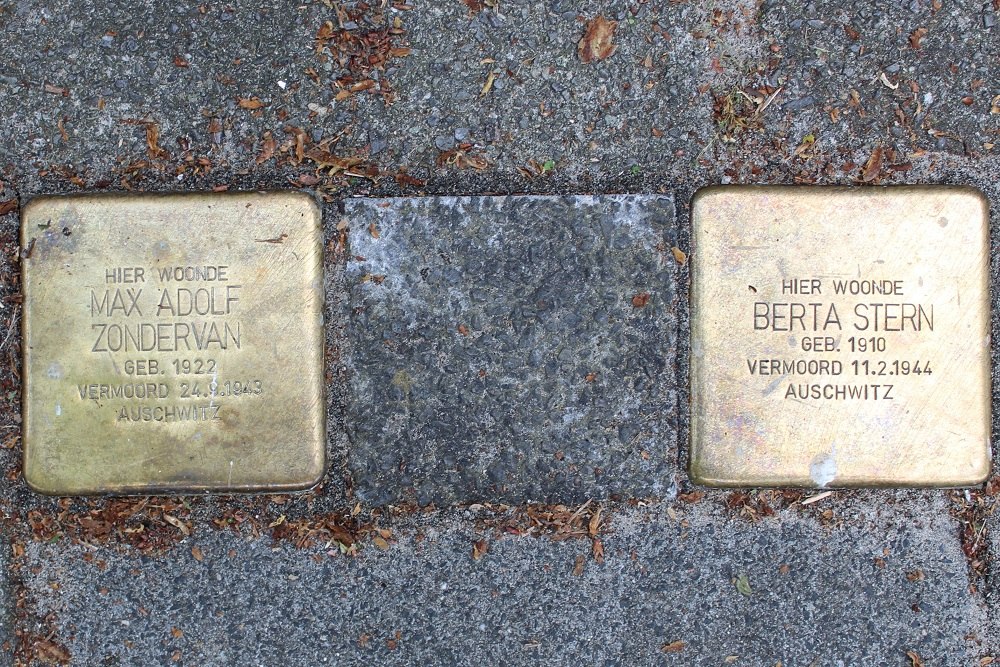 HIER WOONDE
MAX ADOLF
ZONDERVAN
GEB. 1922
VERMOORD 24.9.1943
AUSCHWITZ
HIER WOONDE
BERTA STERN
GEB. 1910
VERMOORD 11.2.1944
AUSCHWITZ